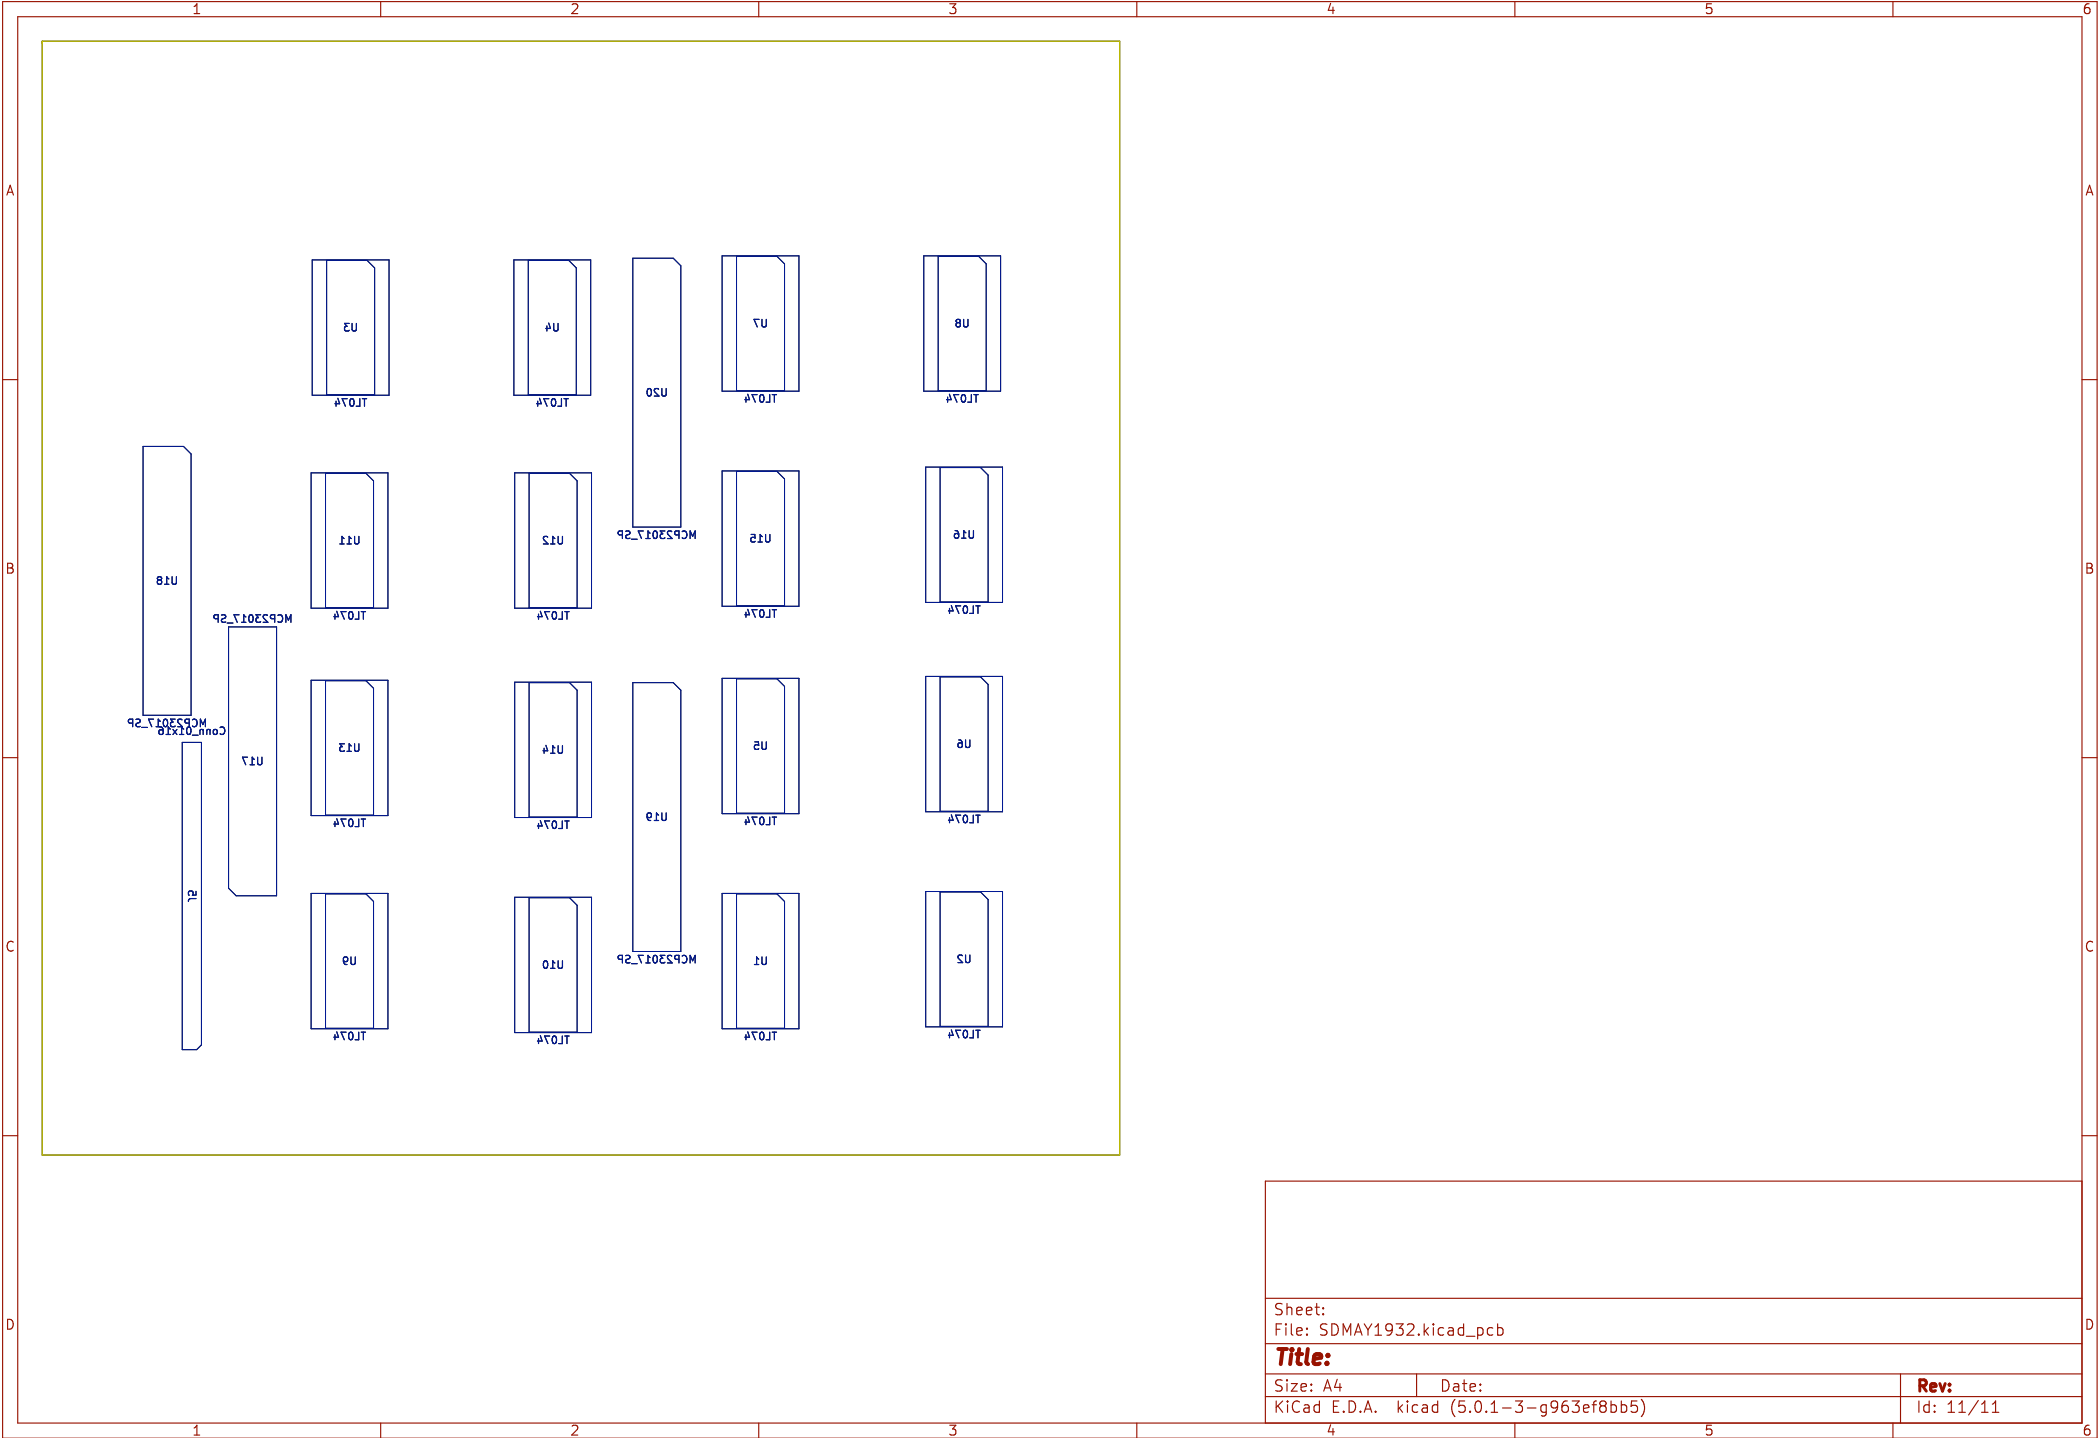 1 2 3 4 5 6
A A
U3 U4 U7 U8
U20
TL074 TL074 TL074 TL074
U11 U12 U15 U16
MCP23017_SP
B B
U18
TL074 TL074 TL074 TL074
MCP23017_SP
MCP23017_SP
Conn_01x16
U13 U14 U5 U6
U17
U19
TL074 TL074 TL074 TL074
J5
C C
U9 U10 U1 U2
MCP23017_SP
TL074 TL074 TL074 TL074
Sheet:
File: SDMAY1932.kicad_pcb
D D
Title:
Size: A4 Date: Rev:
KiCad E.D.A. kicad (5.0.1-3-g963ef8bb5) Id: 11/11
1 2 3 4 5 6